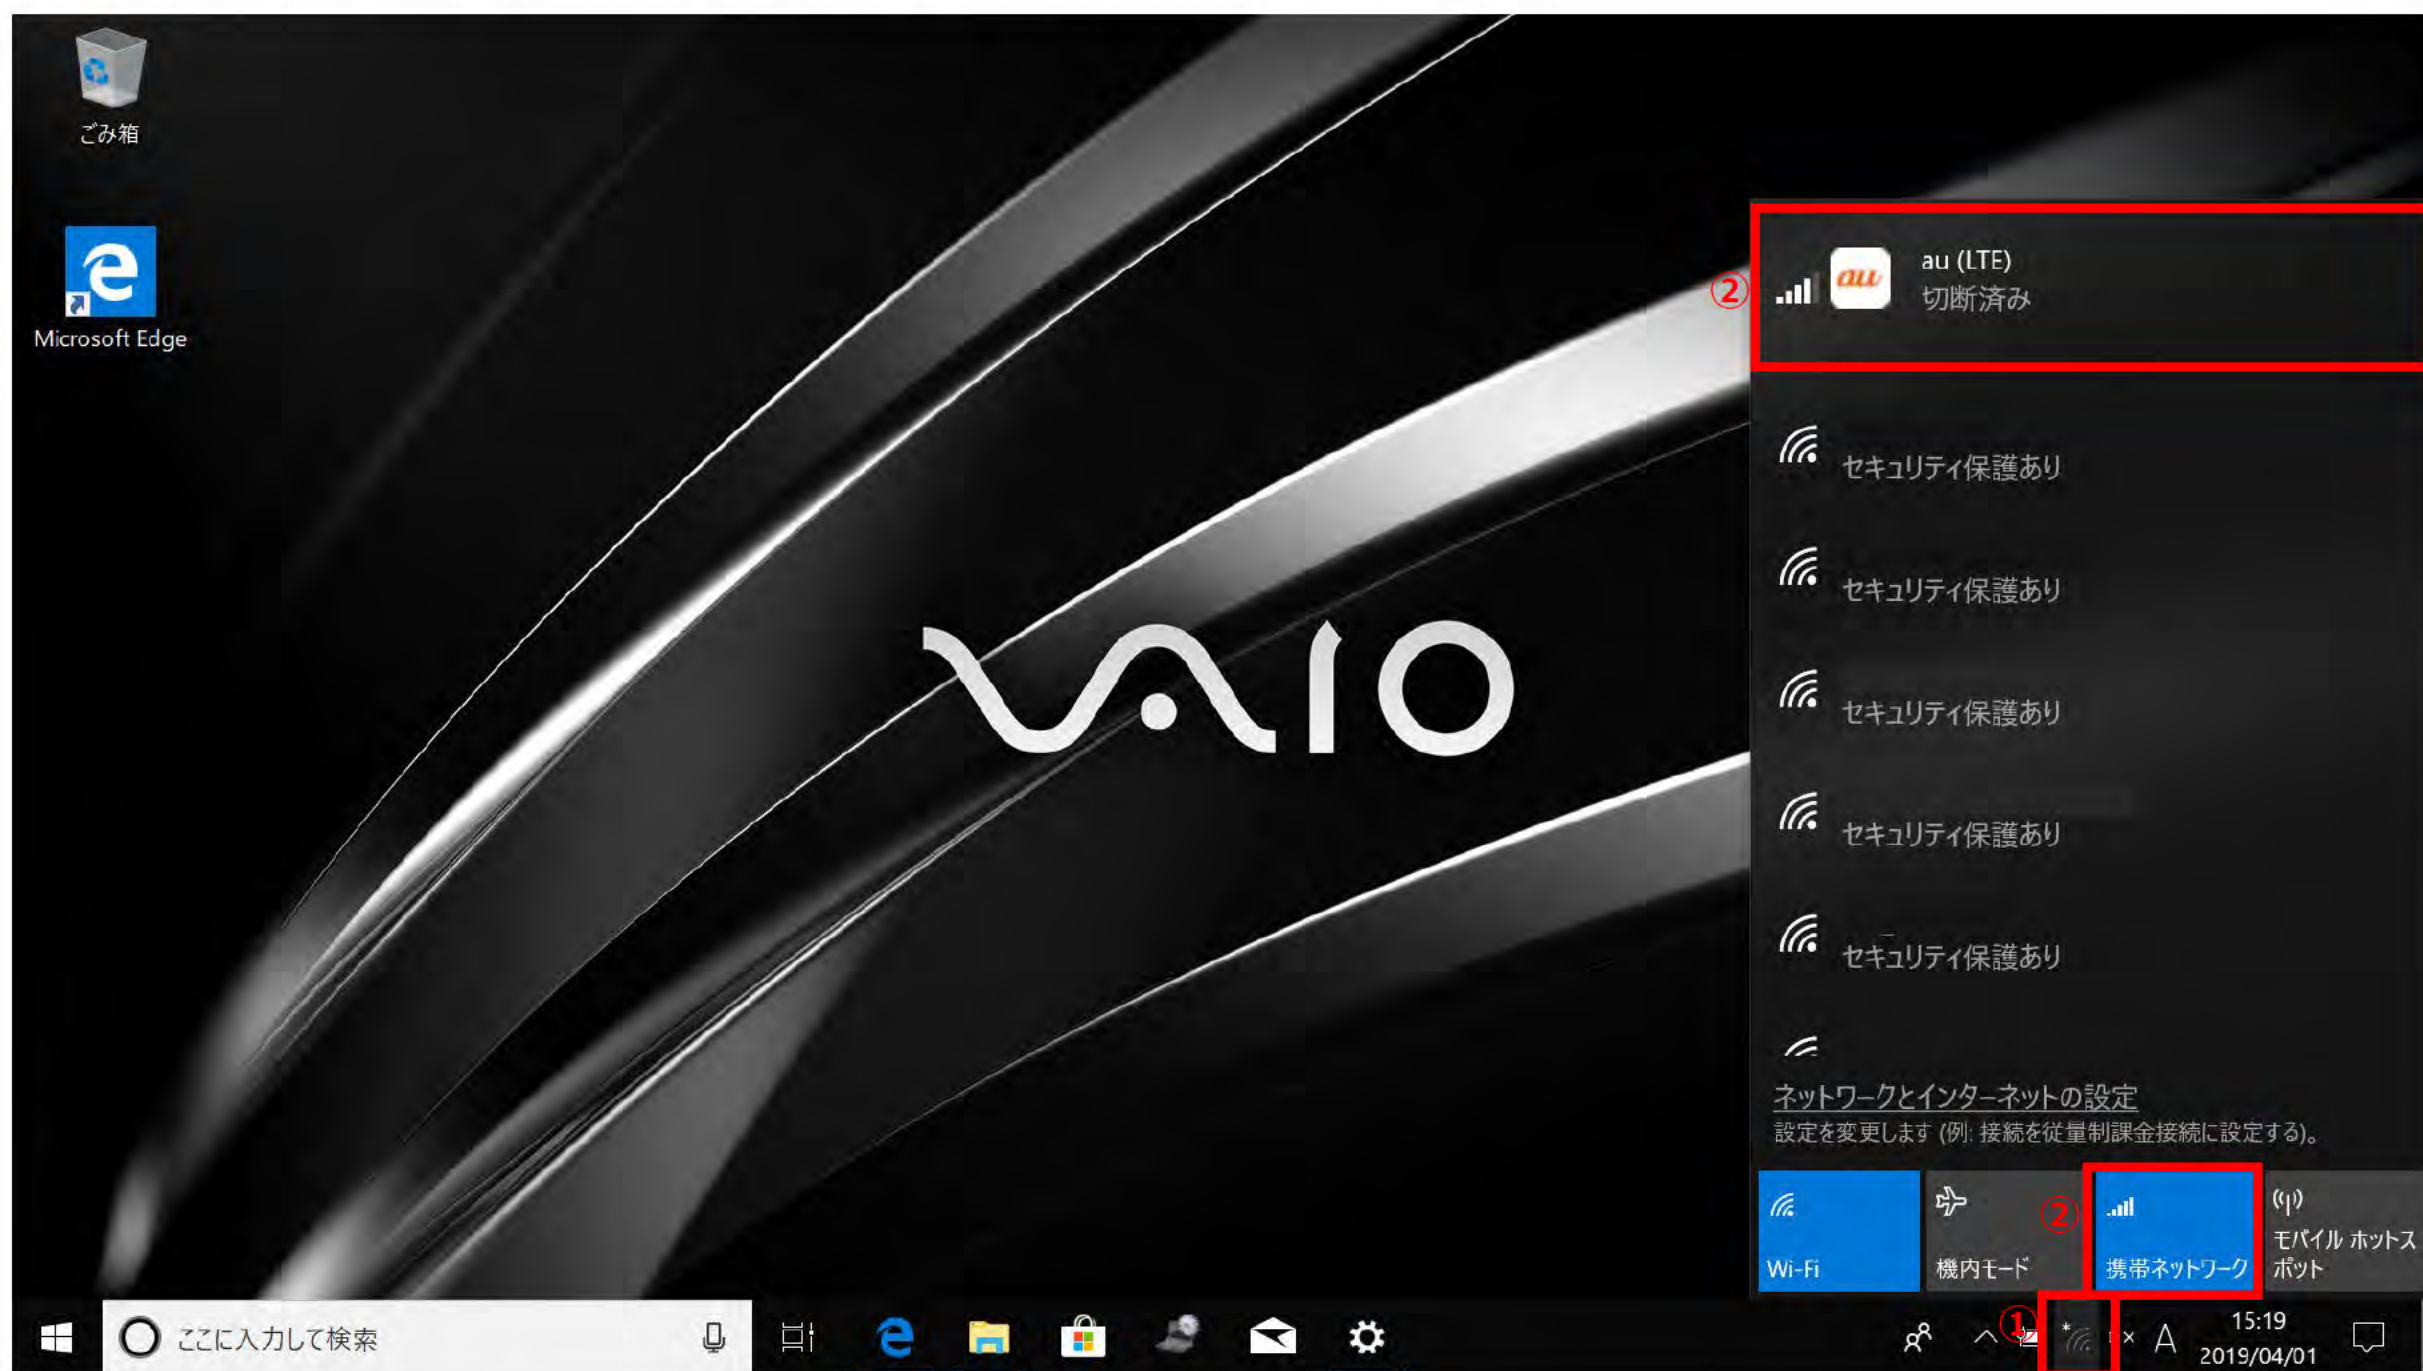 ごみ箱
Microsoft Edge
VAIO
②
au
au (LTE)
切断済み
セキュリティ保護あり
セキュリティ保護あり
セキュリティ保護あり
セキュリティ保護あり
セキュリティ保護あり
ネットワークとインターネットの設定
設定を変更します (例: 接続を従量制課金接続に設定する)。
Wi-Fi
機内モード
②
携帯ネットワーク
モバイル ホットス
ポット
ここに入力して検索
①
A
15:19
2019/04/01